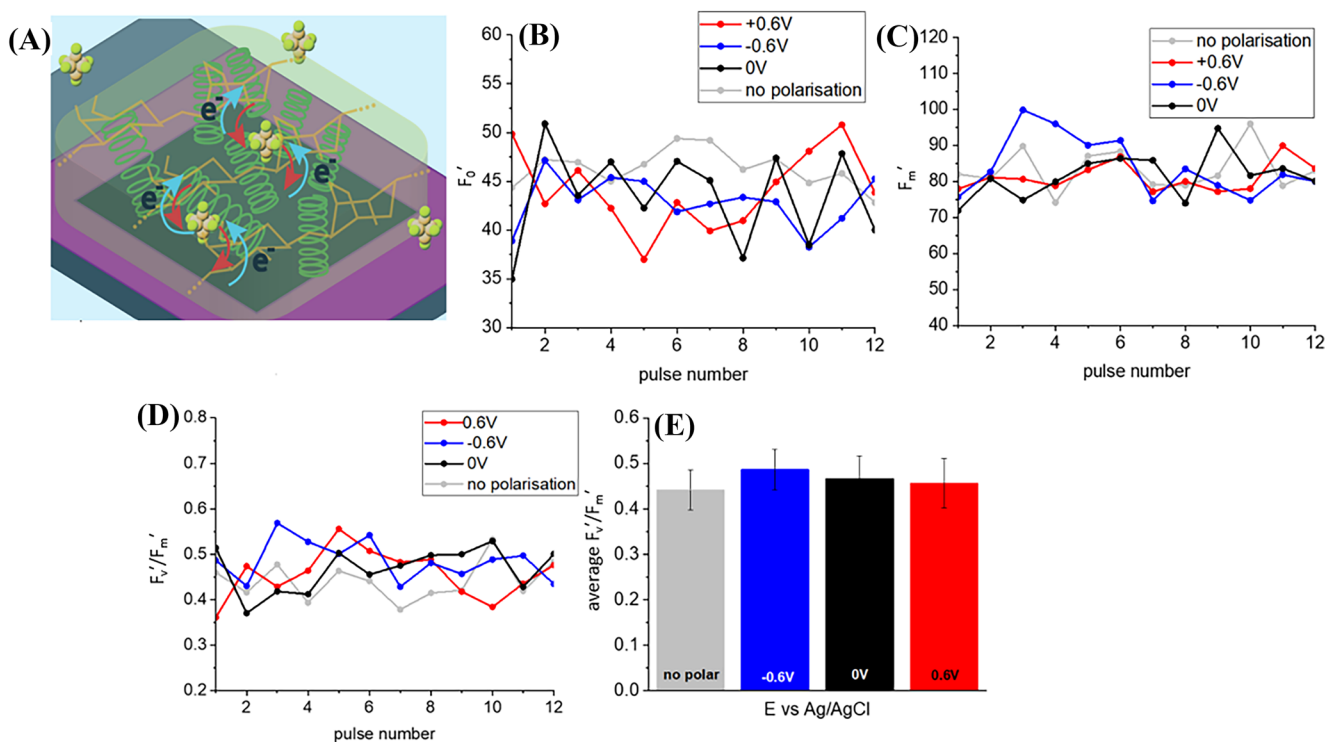 (A)
e-
e-
e-
e-
(B)
+0.6V
-0.6V
0V
no polarisation
60
55
50
45
40
35
30
F0′
2
4
6
8
10
12
pulse number
(C)
no polarisation
+0.6V
-0.6V
0V
120
110
100
90
80
70
60
50
40
Fm′
2
4
6
8
10
12
pulse number
(D)
0.6V
-0.6V
0V
no polarisation
0.8
0.7
0.6
0.5
0.4
0.3
0.2
Fv′/Fm′
2
4
6
8
10
12
pulse number
(E)
0.6
0.5
0.4
0.3
0.2
0.1
0.0
average Fv′/Fm′
no polar
-0.6V
0V
0.6V
E vs Ag/AgCl